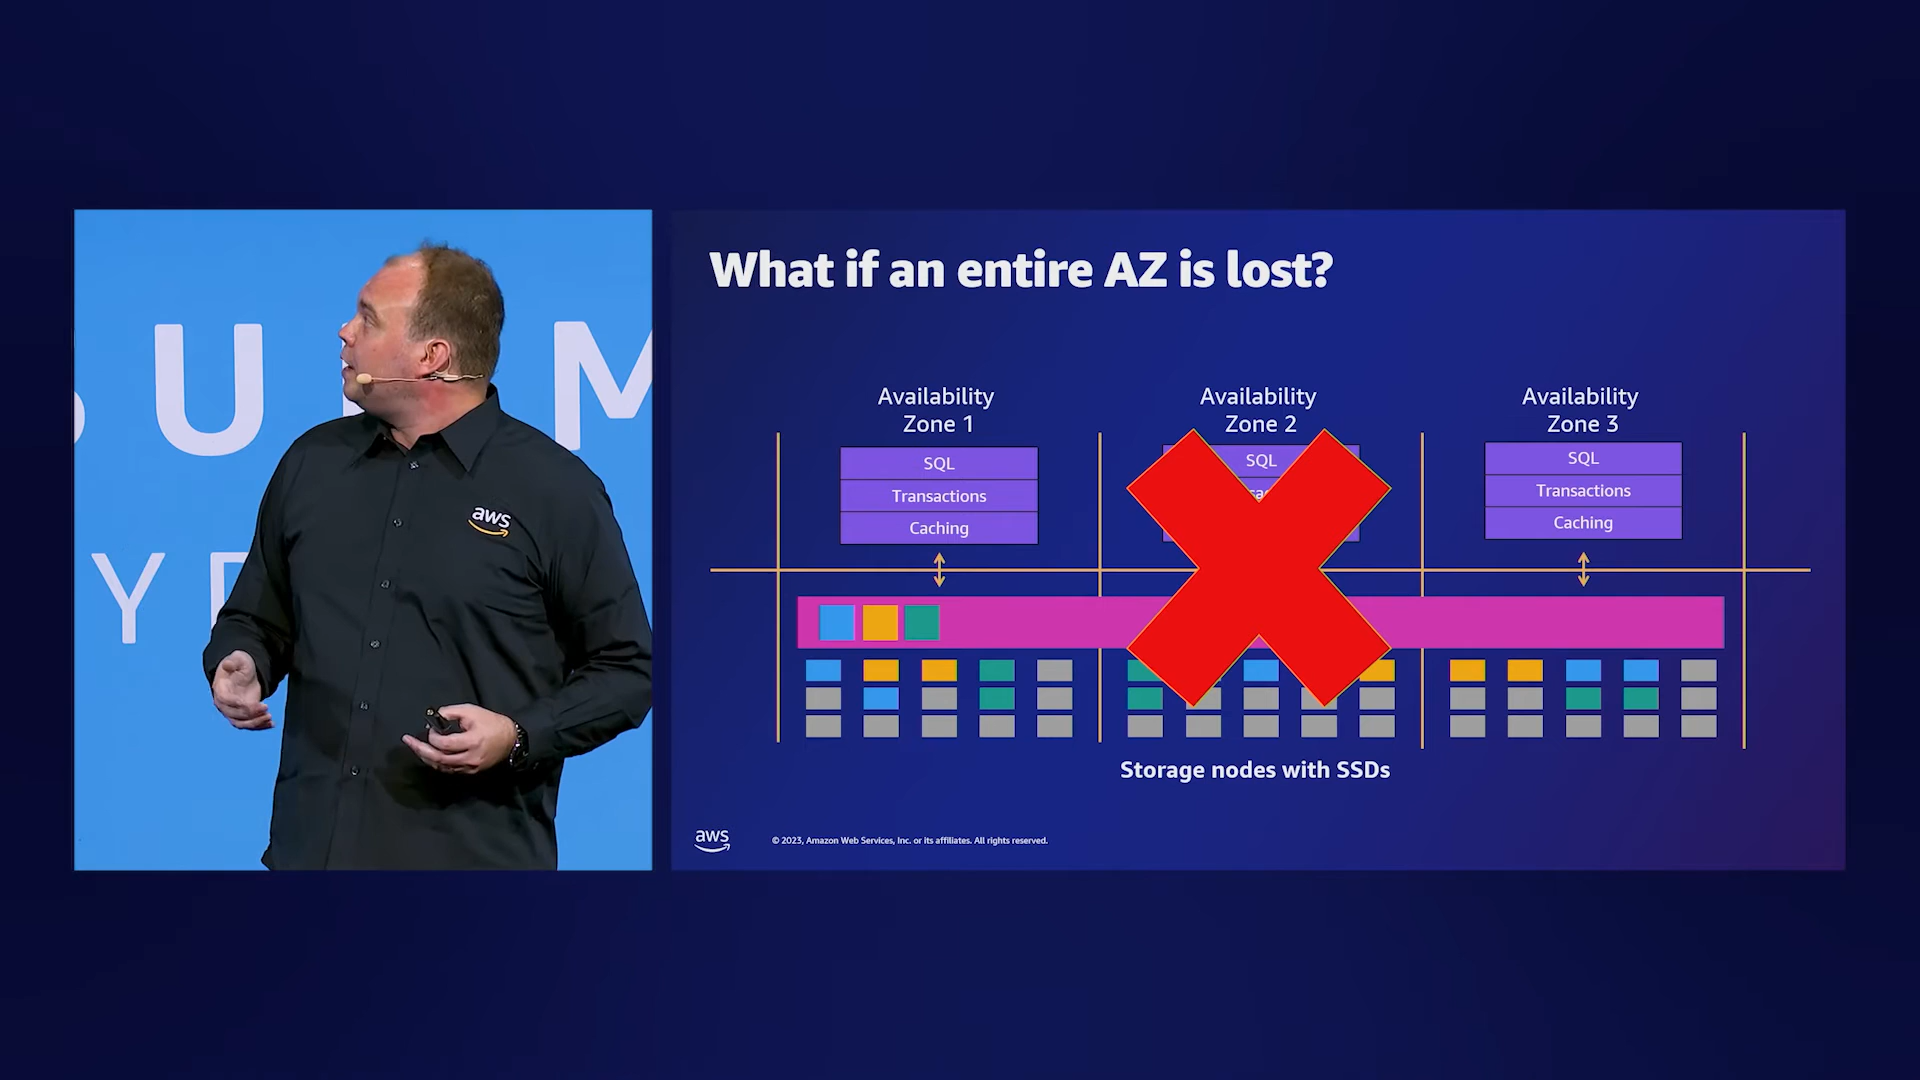 SUMM
YD
aws
What if an entire AZ is lost?
Availability
Zone 1
Availability
Zone 2
Availability
Zone 3
SQL
Transactions
Caching
SQL
SQL
Transactions
Caching
Storage nodes with SSDs
aws
© 2023, Amazon Web Services, Inc. or its affiliates. All rights reserved.